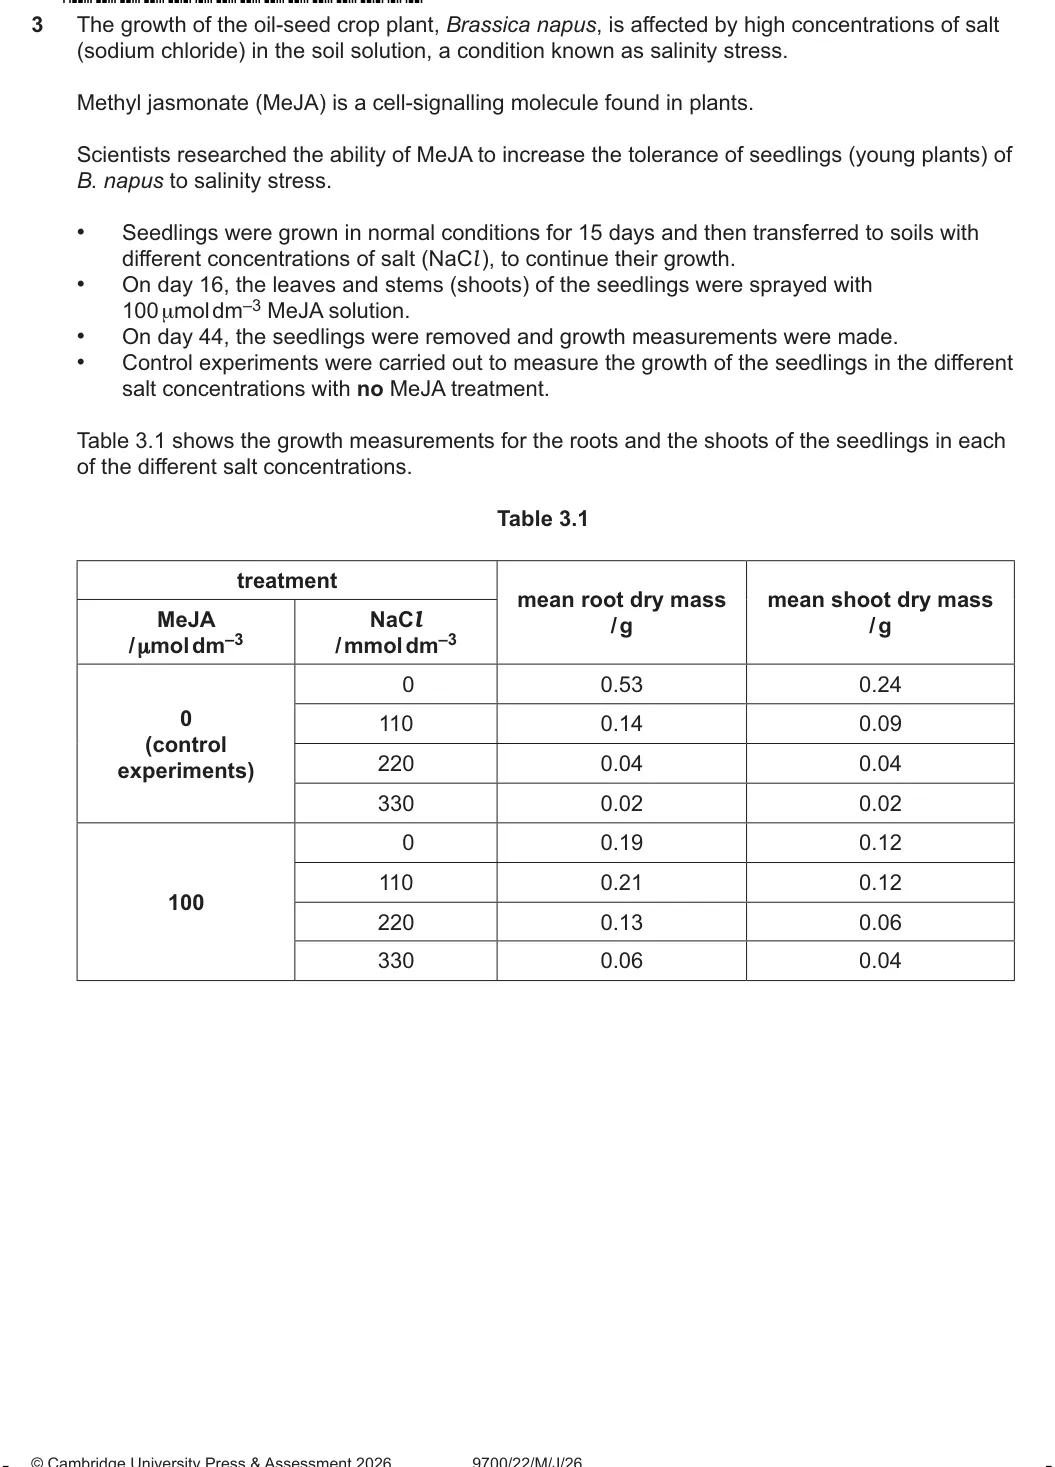 3 The growth of the oil-seed crop plant, Brassica napus, is affected by high concentrations of salt
(sodium chloride) in the soil solution, a condition known as salinity stress.
Methyl jasmonate (MeJA) is a cell-signalling molecule found in plants.
Scientists researched the ability of MeJA to increase the tolerance of seedlings (young plants) of
B. napus to salinity stress.
• Seedlings were grown in normal conditions for 15 days and then transferred to soils with
different concentrations of salt (NaCl), to continue their growth.
• On day 16, the leaves and stems (shoots) of the seedlings were sprayed with
100 μmol dm–3 MeJA solution.
• On day 44, the seedlings were removed and growth measurements were made.
• Control experiments were carried out to measure the growth of the seedlings in the different
salt concentrations with no MeJA treatment.
Table 3.1 shows the growth measurements for the roots and the shoots of the seedlings in each
of the different salt concentrations.
Table 3.1
treatment
mean root dry mass mean shoot dry mass
/ g / g
MeJA NaCl
/ μmol dm–3 / mmol dm–3
0 0.53 0.24
0
(control
experiments)
110 0.14 0.09
220 0.04 0.04
330 0.02 0.02
0 0.19 0.12
100
110 0.21 0.12
220 0.13 0.06
330 0.06 0.04
© Cambridge University Press & Assessment 2026 9700/22/M/J/26